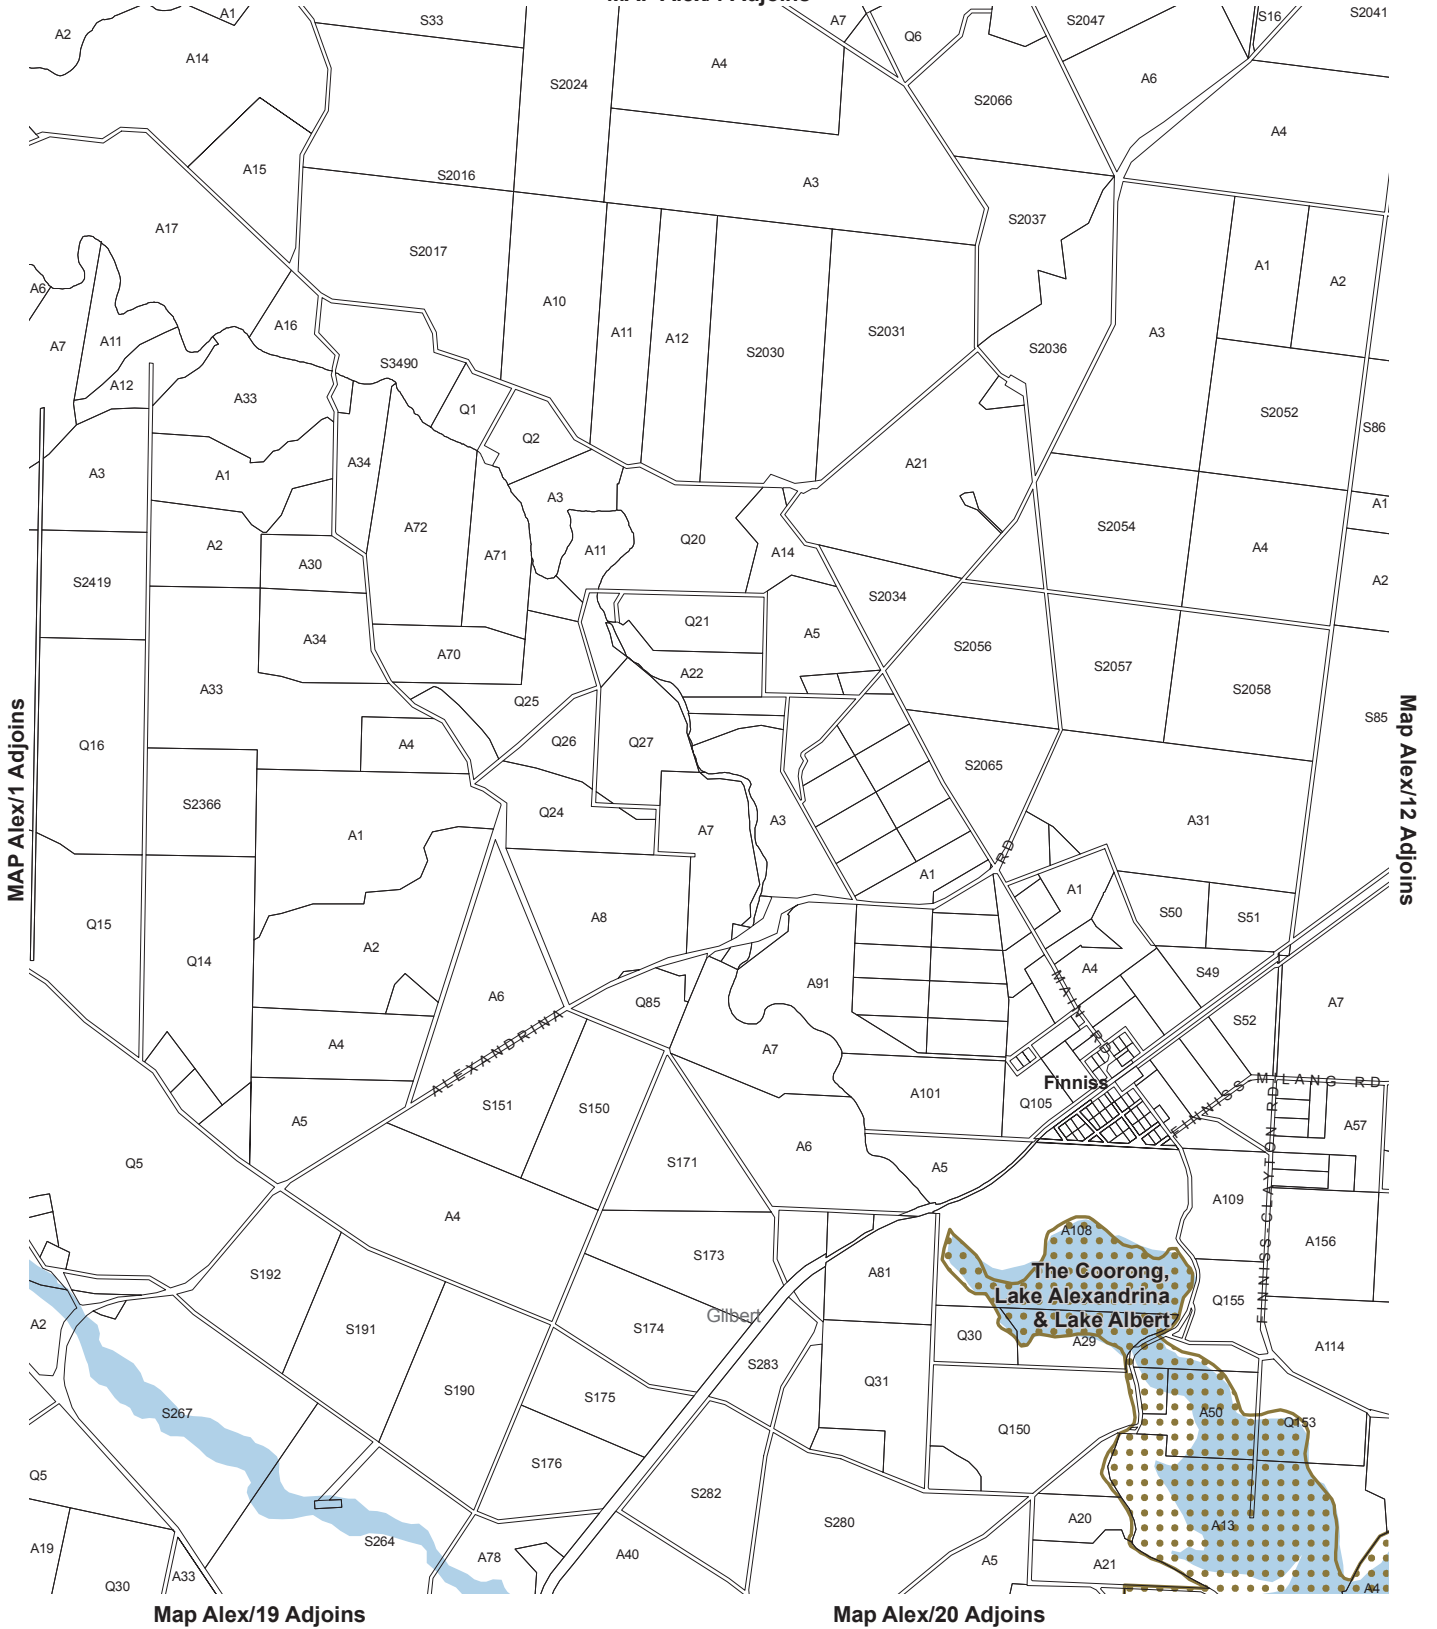 A1
S33
A7
S2047
S16
S2041
A2
Q6
A14
A4
A6
S2024
S2066
A4
A15
S2016
A3
A17
S2037
S2017
A1
A2
A6
A10
A16
A11
A12
S2031
A3
A7
A11
S2030
S2036
S3490
A12
A33
Q1
S2052
S86
Q2
A3
A1
A34
A21
A3
A1
A72
S2054
A2
A71
A11
Q20
A14
A4
S2419
A30
A2
S2034
A34
Q21
A5
A70
S2056
S2057
A22
A33
S2058
Q25
S85
Q16
A4
Q26
Q27
S2065
S2366
Q24
A1
A7
A3
A31
RD
A1
A1
Q15
A8
S50
S51
A2
Q14
A4
S49
A6
Q85
A91
A7
MAIN RD
S52
ALEXANDRINA
A4
A7
Finniss
MILANG RD
A101
Q105
S151
S150
FINNISS
A5
A57
A6
Q5
S171
A5
A109
A4
FINNISS-CLAYTON RD
A108
A156
S173
S192
The Coorong,
Lake Alexandrina
& Lake Albert
A81
Q155
Gilbert
A2
S191
S174
Q30
A29
A114
S283
Q31
S190
S175
S267
A50
Q153
Q150
S176
Q5
S282
A20
S280
A13
S264
A19
A78
A40
A5
A21
Q30
A33
A4
MAP Alex/1 Adjoins
Map Alex/12 Adjoins
Map Alex/19 Adjoins
Map Alex/20 Adjoins